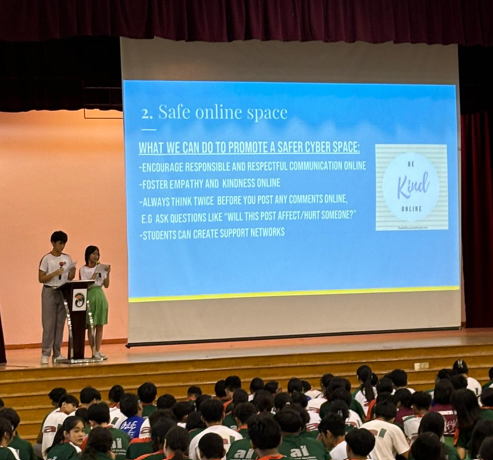 2. Safe online space
WHAT WE CAN DO TO PROMOTE A SAFER CYBER SPACE:
-ENCOURAGE RESPONSIBLE AND RESPECTFUL COMMUNICATION ONLINE
-FOSTER EMPATHY AND KINDNESS ONLINE
-ALWAYS THINK TWICE BEFORE YOU POST ANY COMMENTS ONLINE,
E.G ASK QUESTIONS LIKE "WILL THIS POST AFFECT/HURT SOMEONE?"
-STUDENTS CAN CREATE SUPPORT NETWORKS
BE
Kind
ONLINE